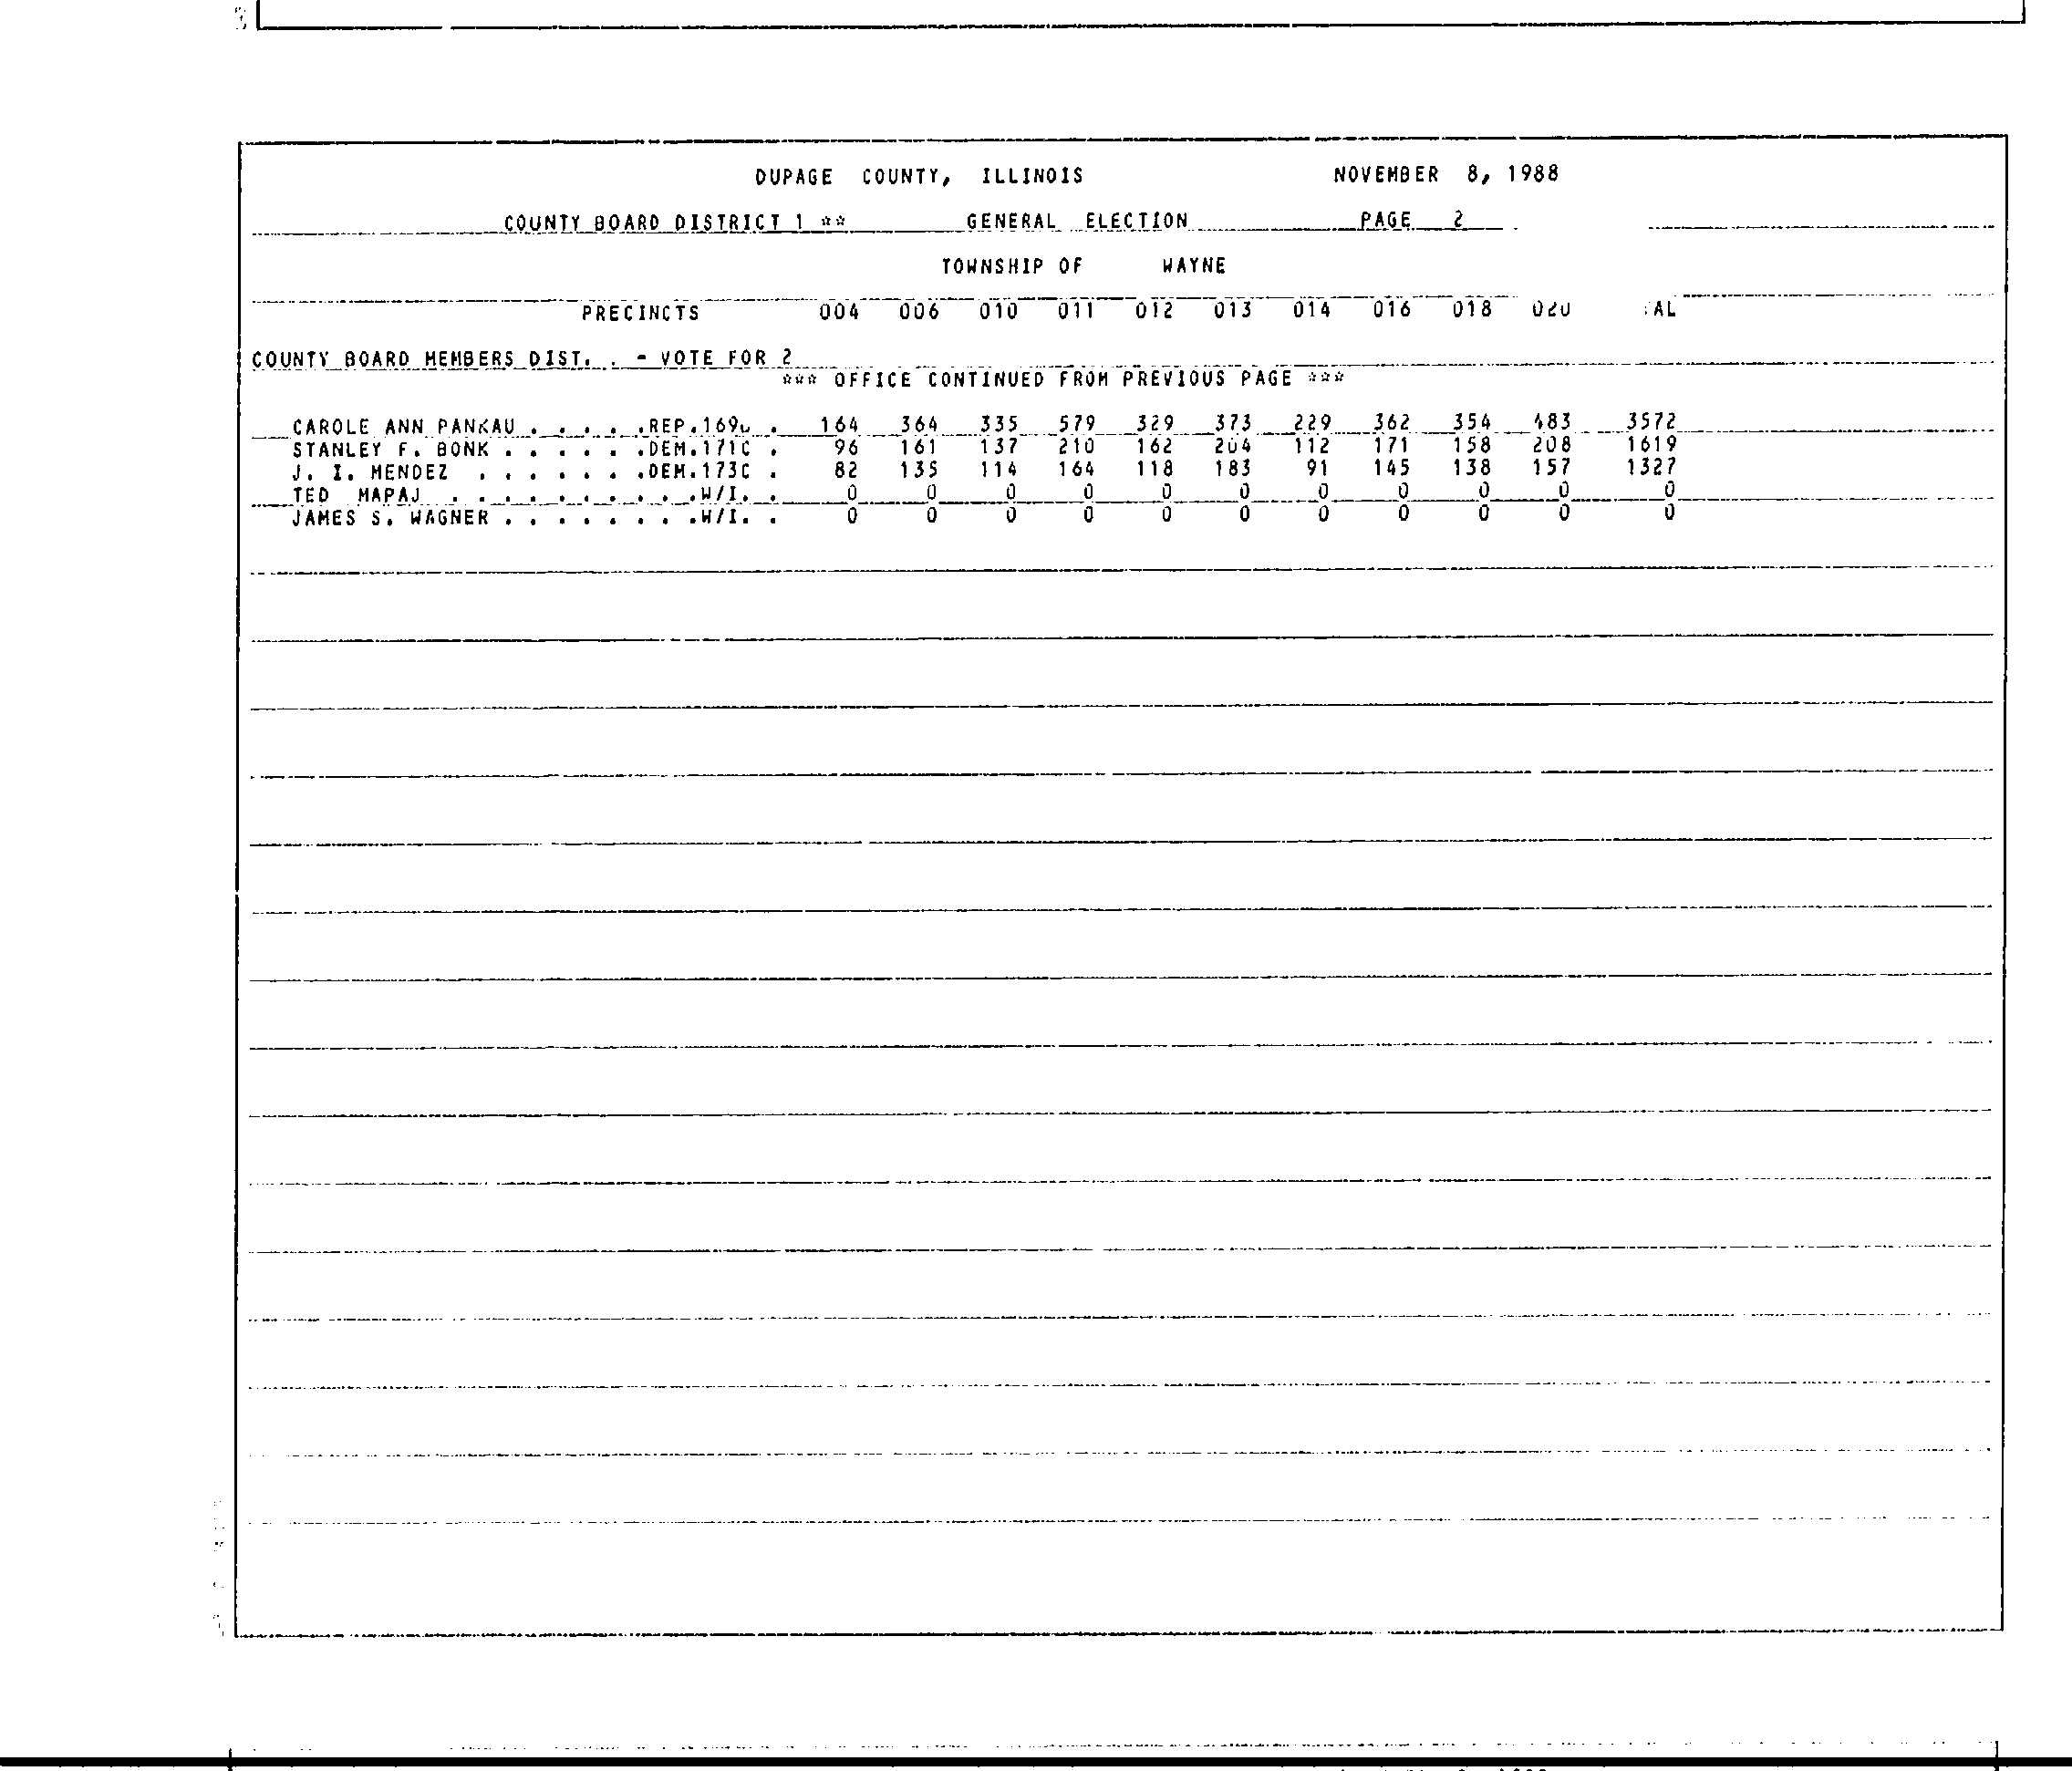 DUPAGE COUNTY, ILLINOIS NOVEMBER 8, 1988
COUNTY BOARD DISTRICT 1 ** GENERAL ELECTION PAGE 2
TOWNSHIP OF WAYNE
PRECINCTS 004 006 010 011 012 013 014 016 018 020 AL
COUNTY BOARD MEMBERS DIST. . - VOTE FOR 2
*** OFFICE CONTINUED FROM PREVIOUS PAGE ***
CAROLE ANN PANKAU . . . . .REP. . 164 364 335 579 329 373 229 362 354 483 3572
STANLEY F. BONK . . . . . .DEM.171C . 96 161 137 210 162 204 112 171 158 208 1619
J. I. MENDEZ . . . . . . .DEM.173C . 82 135 114 164 118 183 91 145 138 157 1327
TED MAPAJ . . . . . . . . . .W/I. . 0 0 0 0 0 0 0 0 0 0 0
JAMES S. WAGNER . . . . . . . .W/I. . 0 0 0 0 0 0 0 0 0 0 0